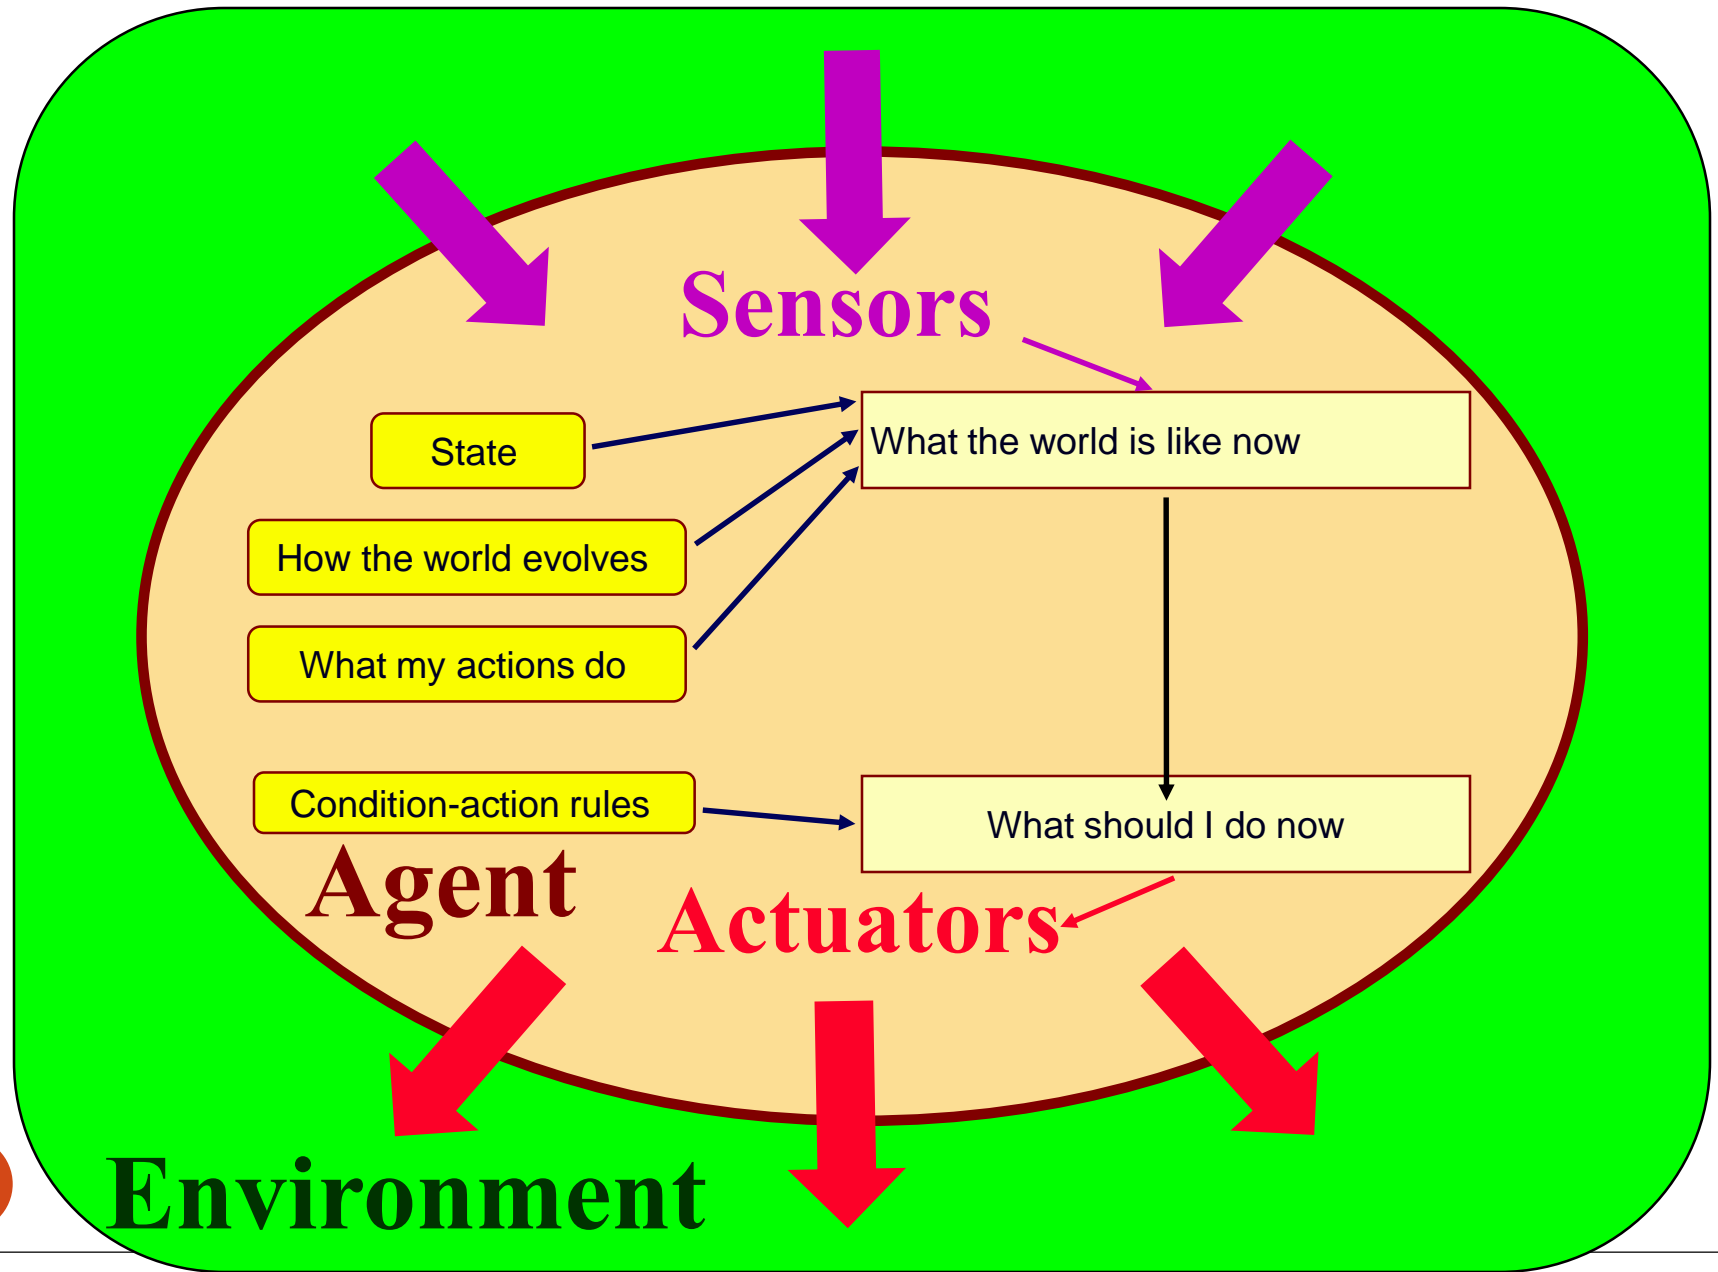 Sensors
State
What the world is like now
How the world evolves
What my actions do
Condition-action rules
What should I do now
Agent
Actuators
Environment